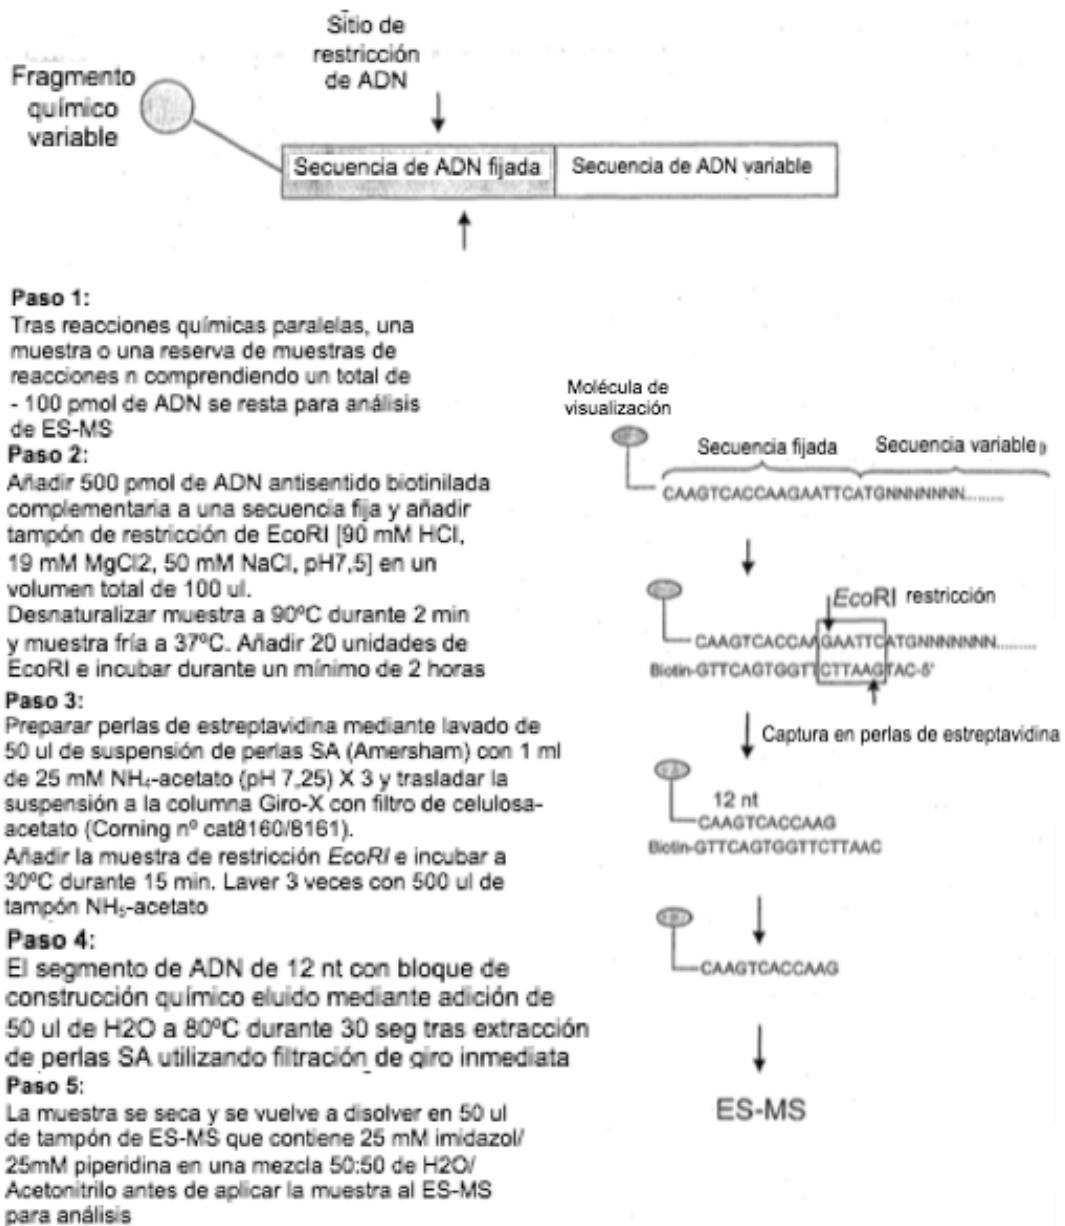 Sitio de
restricción
de ADN
Fragmento
químico
variable
Secuencia de ADN fijada
Secuencia de ADN variable
Paso 1:
Tras reacciones químicas paralelas, una
muestra o una reserva de muestras de
reacciones n comprendiendo un total de
- 100 pmol de ADN se resta para análisis
de ES-MS
Paso 2:
Añadir 500 pmol de ADN antisentido biotinilada
complementaria a una secuencia fija y añadir
tampón de restricción de EcoRI [90 mM HCl,
19 mM MgCl2, 50 mM NaCl, pH7,5] en un
volumen total de 100 ul.
Desnaturalizar muestra a 90ºC durante 2 min
y muestra fría a 37ºC. Añadir 20 unidades de
EcoRI e incubar durante un mínimo de 2 horas
Paso 3:
Preparar perlas de estreptavidina mediante lavado de
50 ul de suspensión de perlas SA (Amersham) con 1 ml
de 25 mM NH₄-acetato (pH 7,25) X 3 y trasladar la
suspensión a la columna Giro-X con filtro de celulosa-
acetato (Corning nº cat8160/8161).
Añadir la muestra de restricción EcoRI e incubar a
30ºC durante 15 min. Laver 3 veces con 500 ul de
tampón NH₅-acetato
Paso 4:
El segmento de ADN de 12 nt con bloque de
construcción químico eluido mediante adición de
50 ul de H2O a 80ºC durante 30 seg tras extracción
de perlas SA utilizando filtración de giro inmediata
Paso 5:
La muestra se seca y se vuelve a disolver en 50 ul
de tampón de ES-MS que contiene 25 mM imidazol/
25mM piperidina en una mezcla 50:50 de H2O/
Acetonitrilo antes de aplicar la muestra al ES-MS
para análisis
Molécula de
visualización
Secuencia fijada
Secuencia variable
CAAGTCACCAAGAATTCATGNNNNNNN.........
EcoRI restricción
CAAGTCACCAAGAATTCATGNNNNNNN.........
Biotin-GTTCAGTGGTTCTTAAGTAC-5'
Captura en perlas de estreptavidina
12 nt
CAAGTCACCAAG
Biotin-GTTCAGTGGTTCTTAAC
CAAGTCACCAAG
ES-MS